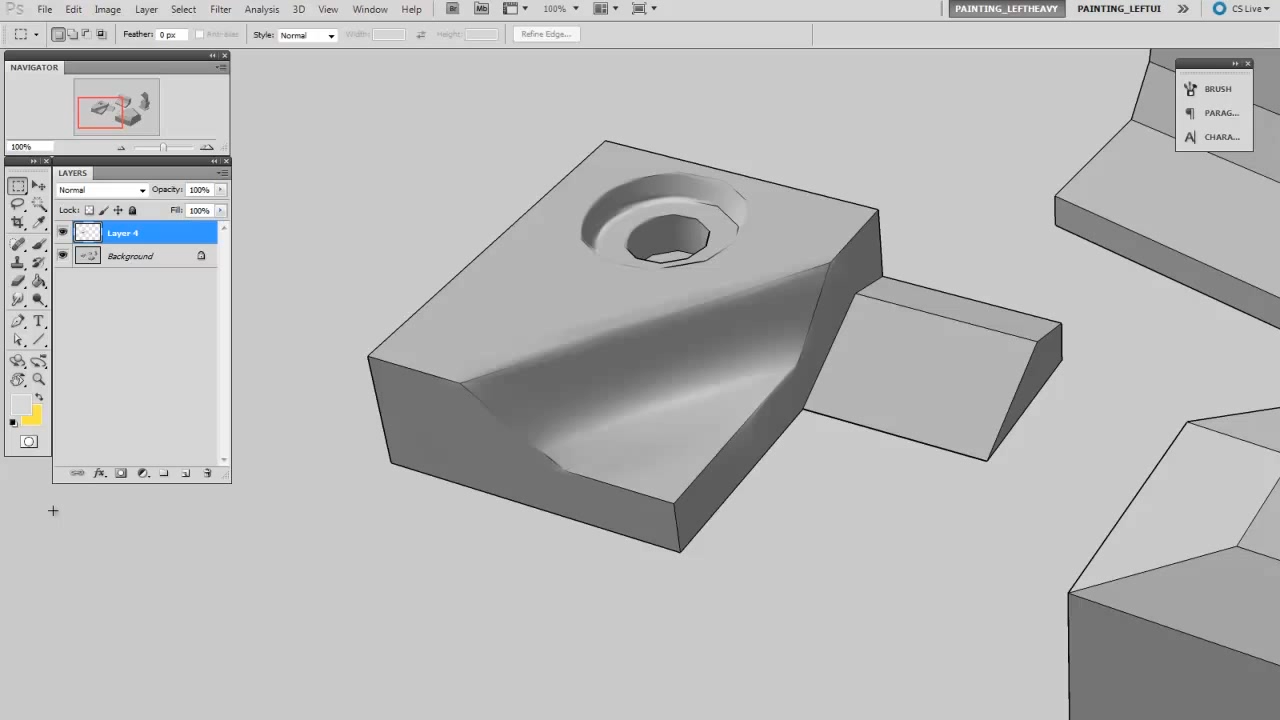 Ps File Edit Image Layer Select Filter Analysis 3D View Window Help Br Mb 100% PAINTING_LEFTHEAVY PAINTING_LEFTUI CS Live
Feather: 0 px Anti-alias Style: Normal Width: Height: Refine Edge...
NAVIGATOR
100%
LAYERS
Normal Opacity: 100%
Lock: Fill: 100%
Layer 4
Background
BRUSH
PARAG...
CHARA...